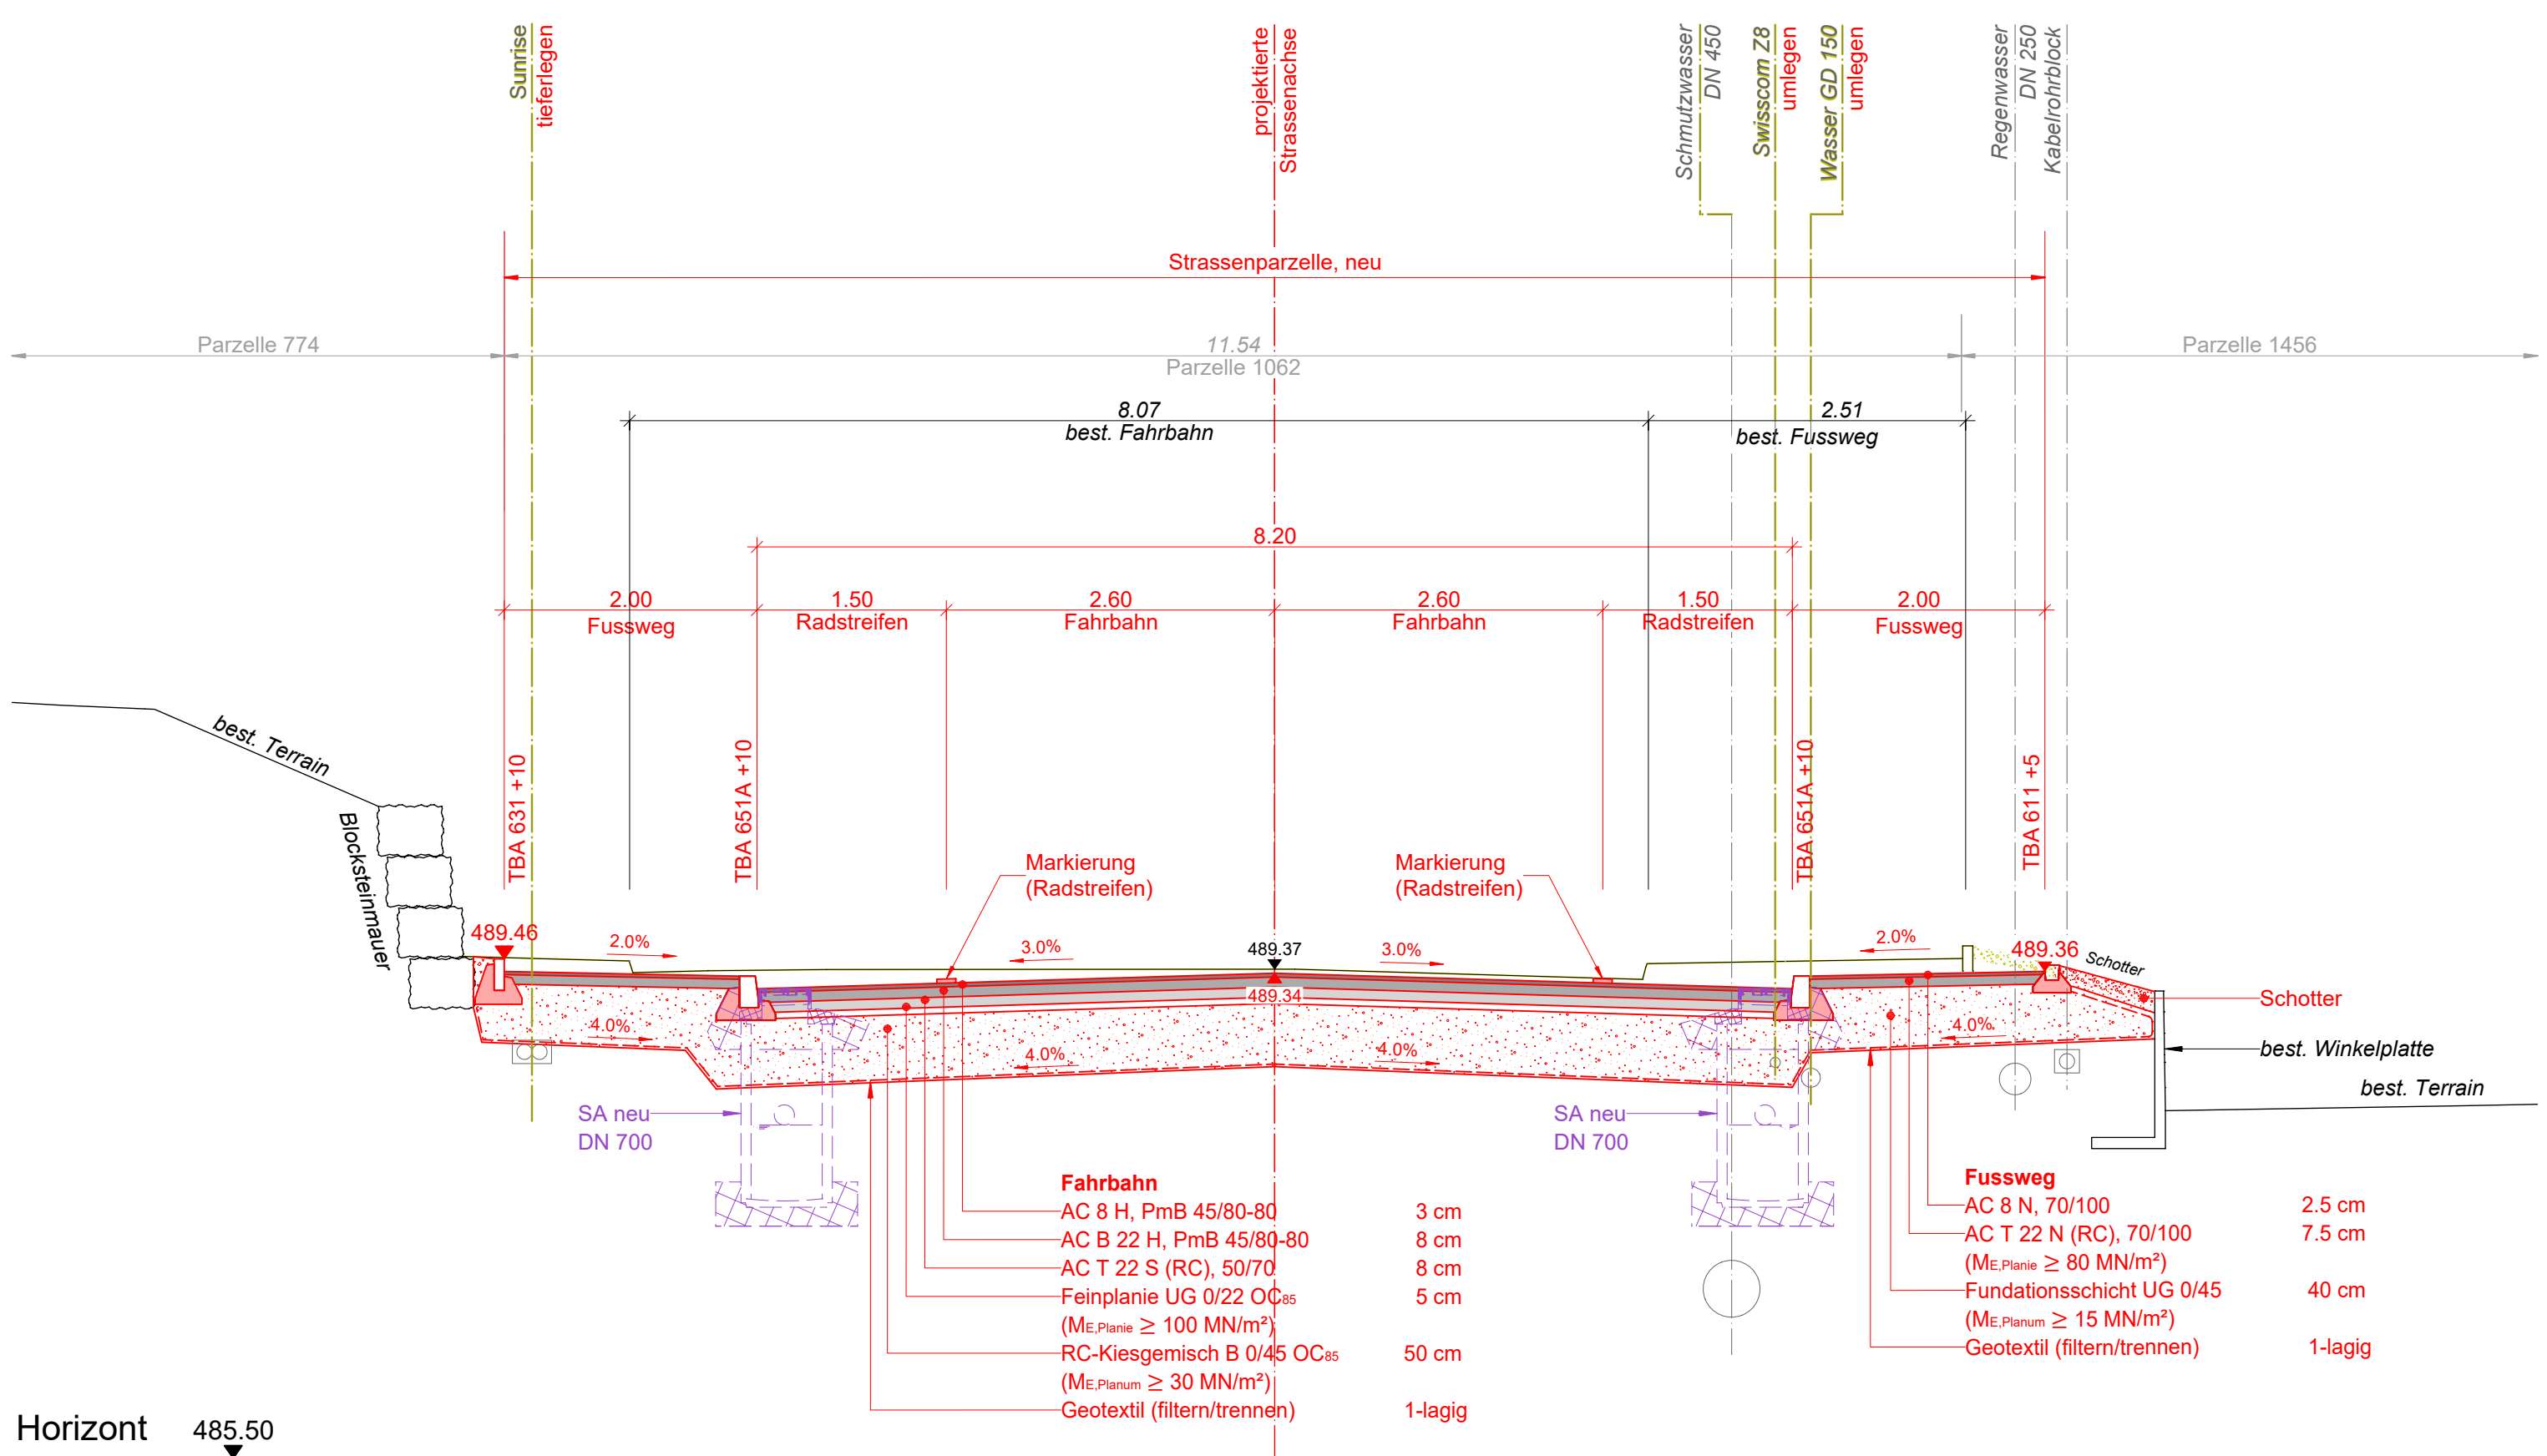 Sunrise
tieferlegen
projektierte
Strassenachse
Schmutzwasser
DN 450
Swisscom Z8
umlegen
Wasser GD 150
umlegen
Regenwasser
DN 250
Kabelrohrblock
Strassenparzelle, neu
Parzelle 774
11.54
Parzelle 1062
Parzelle 1456
8.07
best. Fahrbahn
2.51
best. Fussweg
8.20
2.00
Fussweg
1.50
Radstreifen
2.60
Fahrbahn
2.60
Fahrbahn
1.50
Radstreifen
2.00
Fussweg
best. Terrain
Blocksteinmauer
TBA 631 +10
TBA 651A +10
TBA 651A +10
TBA 611 +5
Markierung
(Radstreifen)
Markierung
(Radstreifen)
489.46
2.0%
3.0%
489.37
3.0%
2.0%
489.36
Schotter
489.34
Schotter
4.0%
4.0%
4.0%
4.0%
best. Winkelplatte
best. Terrain
SA neu
DN 700
SA neu
DN 700
Fahrbahn
AC 8 H, PmB 45/80-80 3 cm
AC B 22 H, PmB 45/80-80 8 cm
AC T 22 S (RC), 50/70 8 cm
Feinplanie UG 0/22 OC85 5 cm
(ME,Planie ≥ 100 MN/m²)
RC-Kiesgemisch B 0/45 OC85 50 cm
(ME,Planum ≥ 30 MN/m²)
Geotextil (filtern/trennen) 1-lagig
Fussweg
AC 8 N, 70/100 2.5 cm
AC T 22 N (RC), 70/100 7.5 cm
(ME,Planie ≥ 80 MN/m²)
Fundationsschicht UG 0/45 40 cm
(ME,Planum ≥ 15 MN/m²)
Geotextil (filtern/trennen) 1-lagig
Horizont 485.50